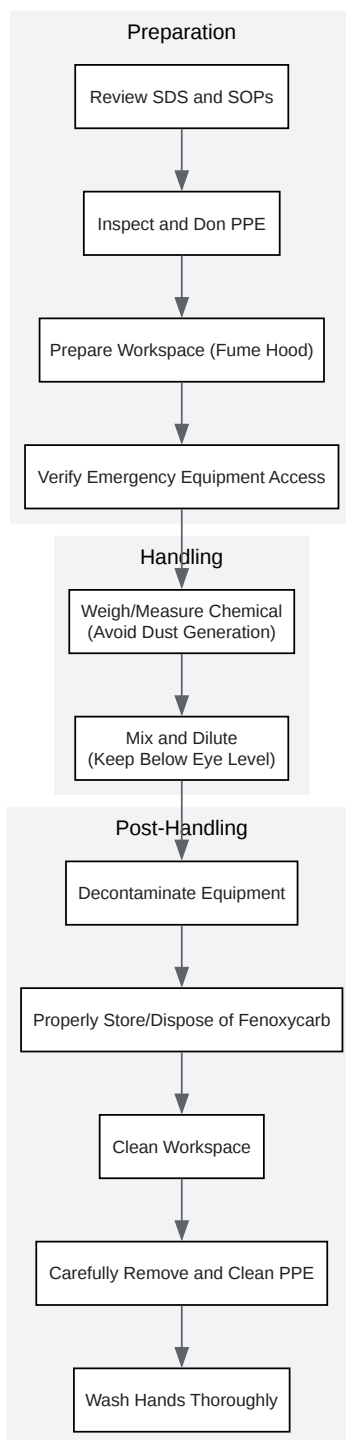 Preparation
Review SDS and SOPs
Inspect and Don PPE
Prepare Workspace (Fume Hood)
Verify Emergency Equipment Access
Handling
Weigh/Measure Chemical
(Avoid Dust Generation)
Mix and Dilute
(Keep Below Eye Level)
Post-Handling
Decontaminate Equipment
Properly Store/Dispose of Fenoxycarb
Clean Workspace
Carefully Remove and Clean PPE
Wash Hands Thoroughly